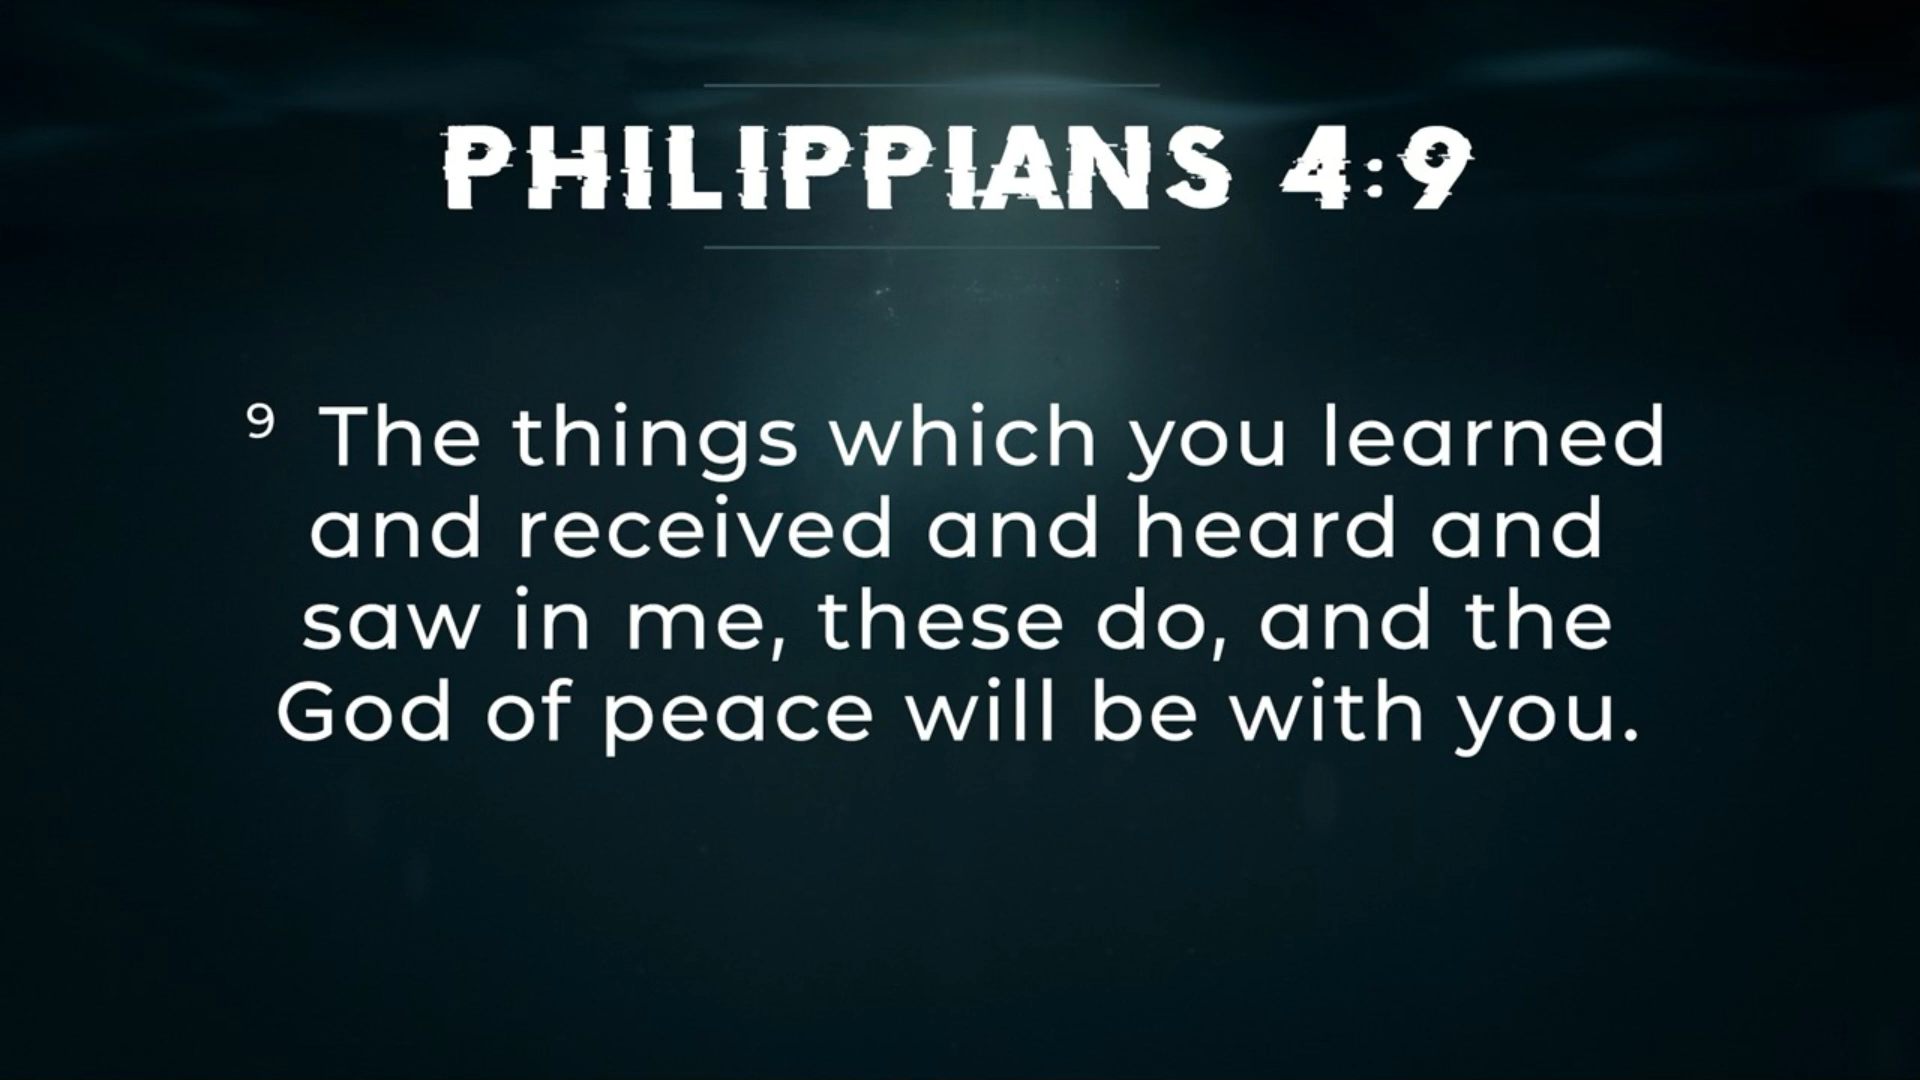 PHILIPPIANS 4:9
9 The things which you learned
and received and heard and
saw in me, these do, and the
God of peace will be with you.